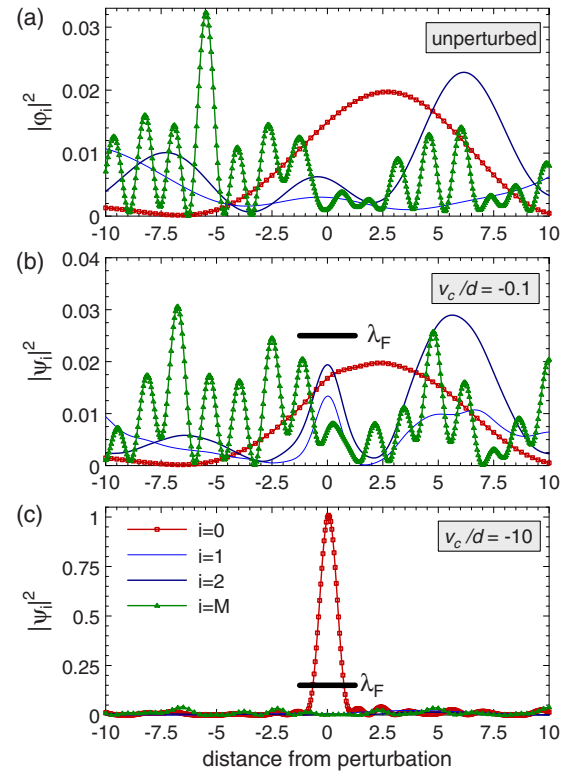 (a)
unperturbed
|φi|²
0.03
0.02
0.01
0
-10 -7.5 -5 -2.5 0 2.5 5 7.5 10
(b)
0.04
vc /d = -0.1
λF
|ψi|²
0.03
0.02
0.01
0
-10 -7.5 -5 -2.5 0 2.5 5 7.5 10
(c)
1
i=0
vc /d = -10
i=1
i=2
i=M
|ψi|²
0.75
0.5
0.25
λF
0
-10 -7.5 -5 -2.5 0 2.5 5 7.5 10
distance from perturbation